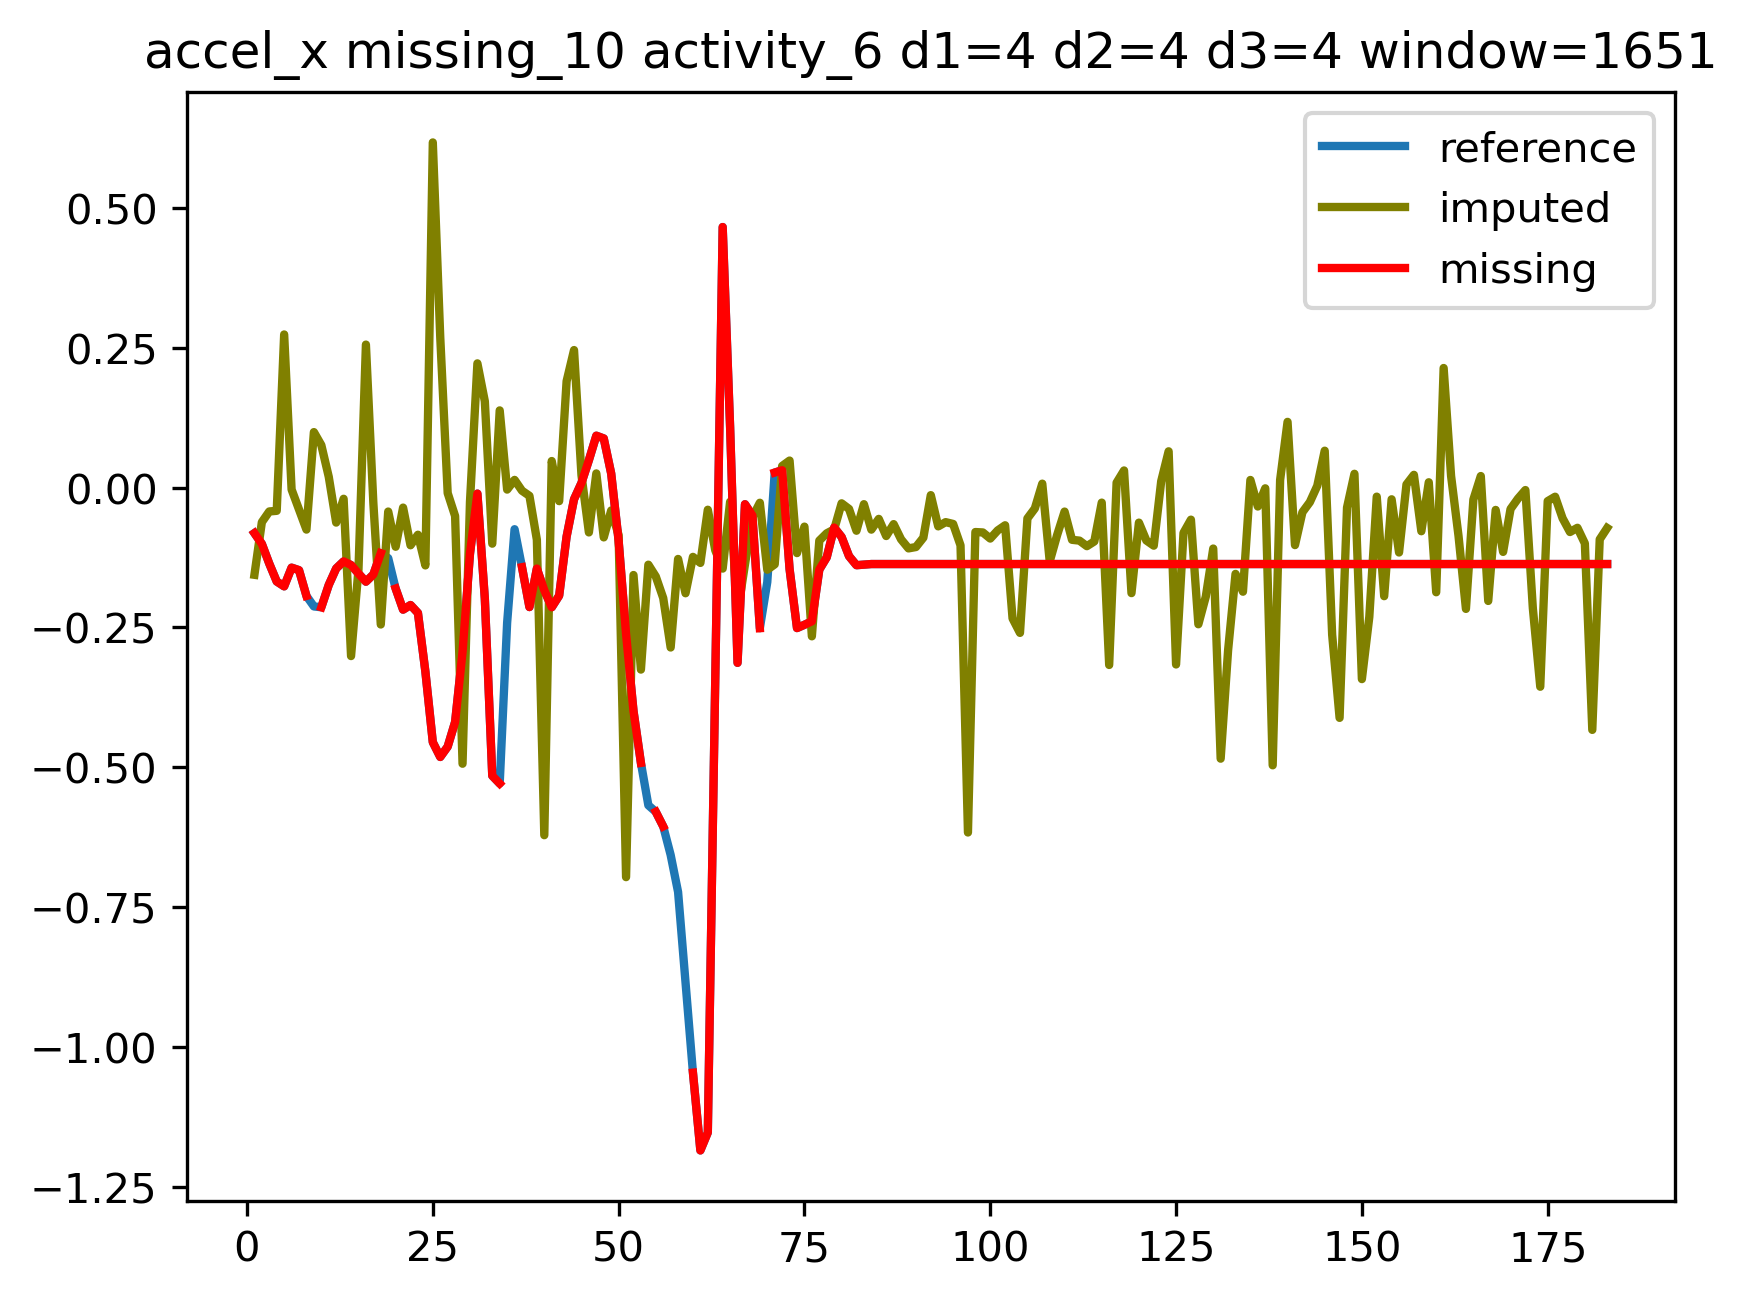 accel_x missing_10 activity_6 d1=4 d2=4 d3=4 window=1651
reference
imputed
missing
0.50
0.25
0.00
−0.25
−0.50
−0.75
−1.00
−1.25
0 25 50 75 100 125 150 175